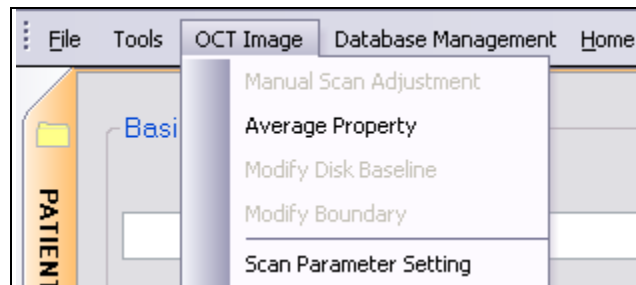 File Tools OCT Image Database Management Home
Manual Scan Adjustment
Basi
Average Property
Modify Disk Baseline
Modify Boundary
Scan Parameter Setting
PATIENT